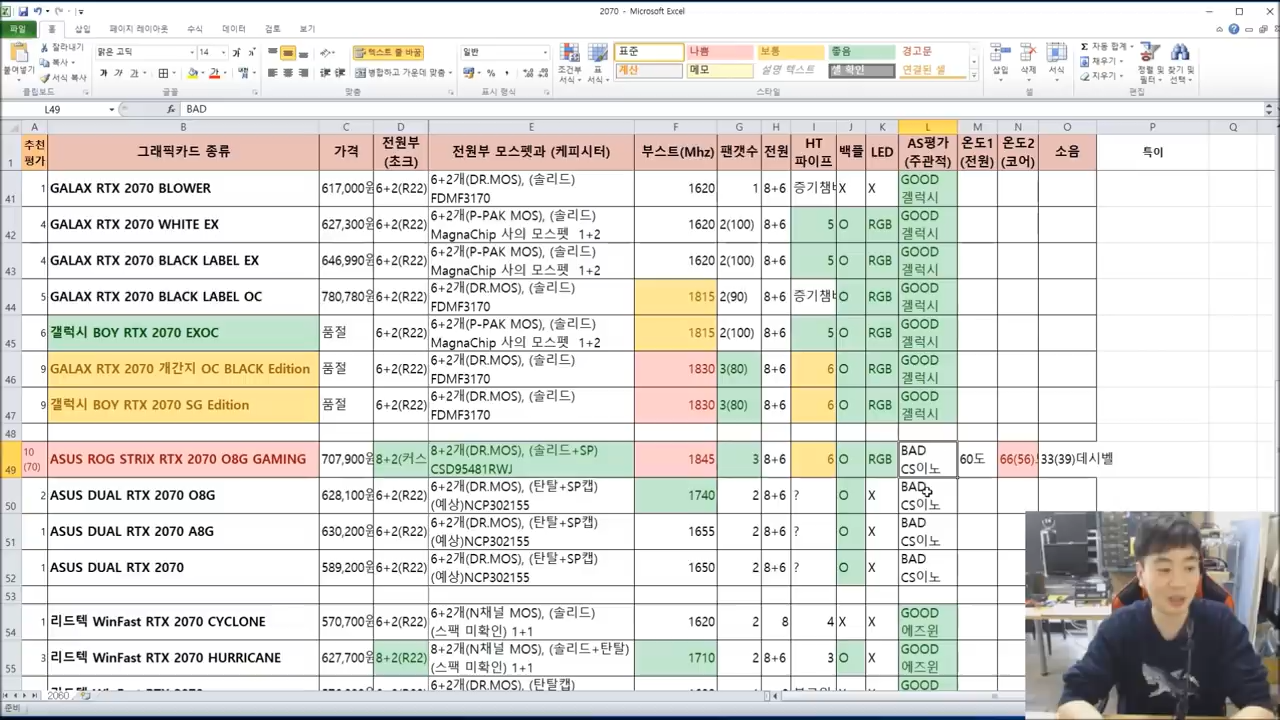 2070 - Microsoft Excel
파일 홈 삽입 페이지 레이아웃 수식 데이터 검토 보기
붙여넣기 잘라내기 복사 서식 복사 클립보드
맑은 고딕 14 글꼴
텍스트 줄 바꿈 병합하고 가운데 맞춤 맞춤
일반 표시 형식
조건부 서식 표 서식 표준 나쁨 보통 좋음 경고문
계산 메모 설명 텍스트 셀 확인 연결된 셀 스타일
삽입 삭제 서식 셀
자동 합계 채우기 지우기 정렬 및 필터 찾기 및 선택 편집
L49 fx BAD
A B C D E F G H I J K L M N O P Q R
1 추천 평가 그래픽카드 종류 가격 전원부 (초크) 전원부 모스펫과 (케피시터) 부스트(Mhz) 팬갯수 전원 HT 파이프 백플 LED AS평가 (주관적) 온도1 (전원) 온도2 (코어) 소음 특이
41 1 GALAX RTX 2070 BLOWER 617,000원 6+2(R22) 6+2개(DR.MOS), (솔리드) FDMF3170 1620 1 8+6 증기챔버 X X GOOD 겔럭시
42 4 GALAX RTX 2070 WHITE EX 627,300원 6+2(R22) 6+2개(P-PAK MOS), (솔리드) MagnaChip 사의 모스펫 1+2 1620 2(100) 8+6 5 O RGB GOOD 겔럭시
43 4 GALAX RTX 2070 BLACK LABEL EX 646,990원 6+2(R22) 6+2개(P-PAK MOS), (솔리드) MagnaChip 사의 모스펫 1+2 1620 2(100) 8+6 5 O RGB GOOD 겔럭시
44 5 GALAX RTX 2070 BLACK LABEL OC 780,780원 6+2(R22) 6+2개(DR.MOS), (솔리드) FDMF3170 1815 2(90) 8+6 증기챔버 O RGB GOOD 겔럭시
45 6 갤럭시 BOY RTX 2070 EXOC 품절 6+2(R22) 6+2개(P-PAK MOS), (솔리드) MagnaChip 사의 모스펫 1+2 1815 2(100) 8+6 5 O RGB GOOD 겔럭시
46 9 GALAX RTX 2070 개간지 OC BLACK Edition 품절 6+2(R22) 6+2개(DR.MOS), (솔리드) FDMF3170 1830 3(80) 8+6 6 O RGB GOOD 겔럭시
47 9 갤럭시 BOY RTX 2070 SG Edition 품절 6+2(R22) 6+2개(DR.MOS), (솔리드) FDMF3170 1830 3(80) 8+6 6 O RGB GOOD 겔럭시
48
49 10 (70) ASUS ROG STRIX RTX 2070 O8G GAMING 707,900원 8+2(커스 8+2개(DR.MOS), (솔리드+SP) CSD95481RWJ 1845 3 8+6 6 O RGB BAD CS이노 60도 66(56) 33(39)데시벨
50 2 ASUS DUAL RTX 2070 O8G 628,100원 6+2(R22) 6+2개(DR.MOS), (탄탈+SP캡) (예상)NCP302155 1740 2 8+6 ? O X BAD CS이노
51 1 ASUS DUAL RTX 2070 A8G 630,200원 6+2(R22) 6+2개(DR.MOS), (탄탈+SP캡) (예상)NCP302155 1655 2 8+6 ? O X BAD CS이노
52 1 ASUS DUAL RTX 2070 589,200원 6+2(R22) 6+2개(DR.MOS), (탄탈+SP캡) (예상)NCP302155 1650 2 8+6 ? O X BAD CS이노
53
54 1 리드텍 WinFast RTX 2070 CYCLONE 570,700원 6+2(R22) 6+2개(N채널 MOS), (솔리드) (스팩 미확인) 1+1 1620 2 8 4 X X GOOD 에즈윈
55 3 리드텍 WinFast RTX 2070 HURRICANE 627,700원 8+2(R22) 8+2개(N채널 MOS), (솔리드+탄탈) (스팩 미확인) 1+1 1710 2 8+6 3 O X GOOD 에즈윈
6+2개(DR.MOS), (탄탈캡) GOOD
2060
준비